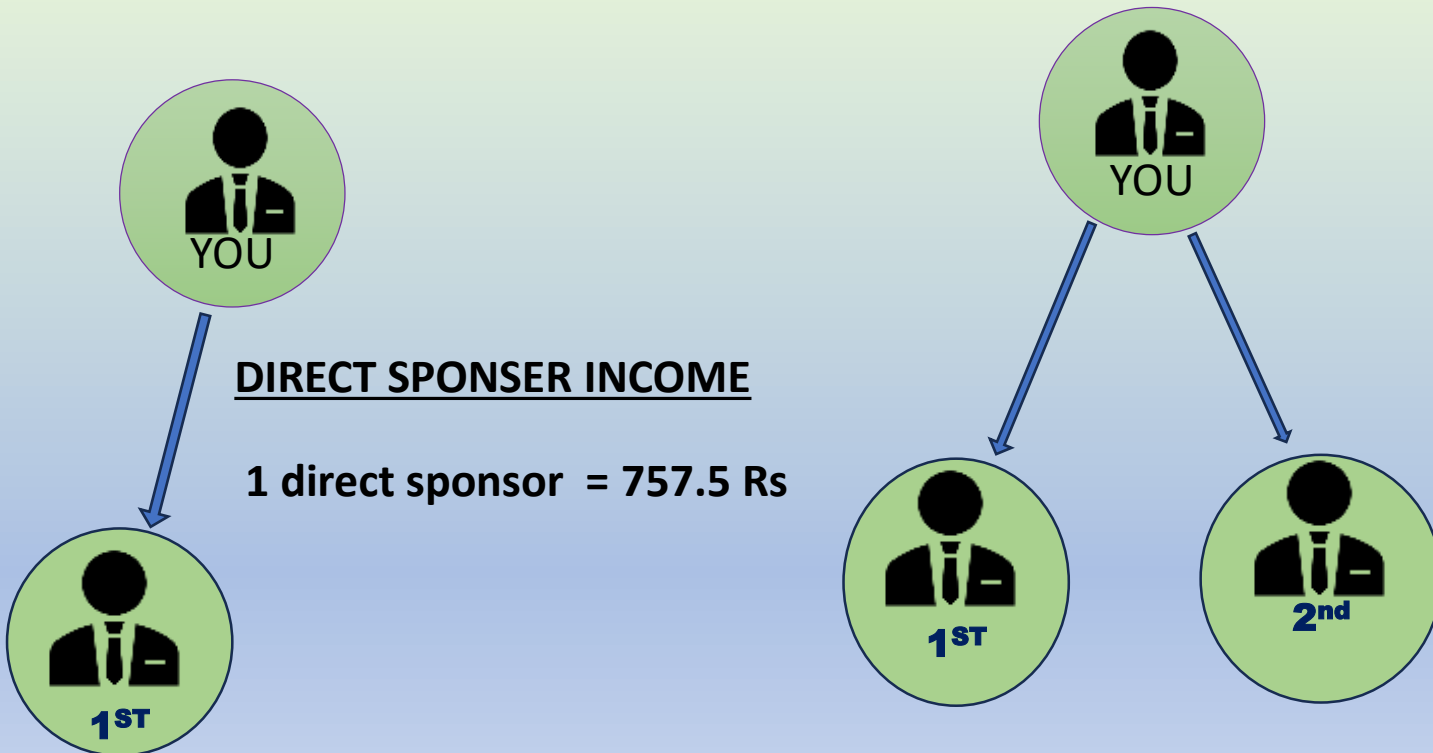 YOU
DIRECT SPONSER INCOME
1 direct sponsor = 757.5 Rs
1ST
YOU
1ST
2nd